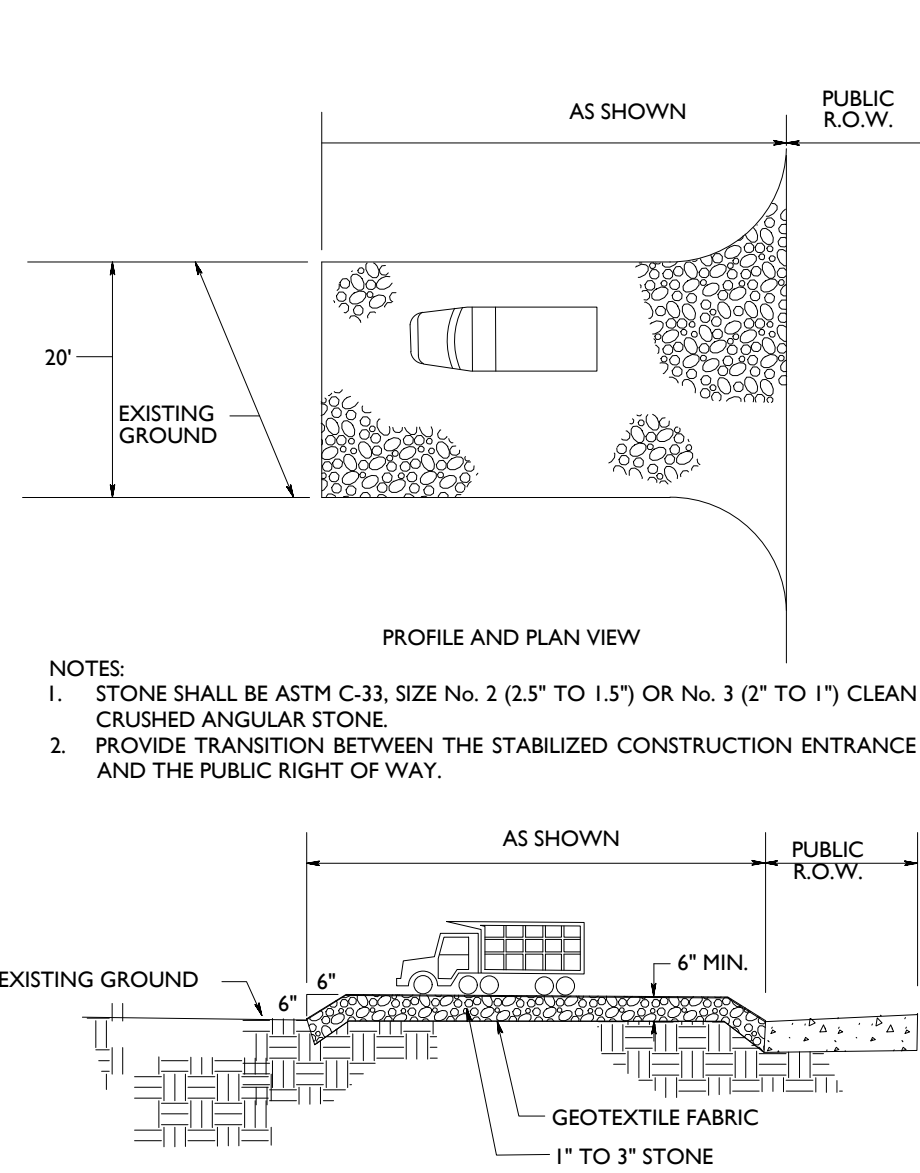 AS SHOWN
PUBLIC
R.O.W.
20'
EXISTING
GROUND
PROFILE AND PLAN VIEW
NOTES:
1. STONE SHALL BE ASTM C-33, SIZE No. 2 (2.5" TO 1.5") OR No. 3 (2" TO 1") CLEAN
CRUSHED ANGULAR STONE.
2. PROVIDE TRANSITION BETWEEN THE STABILIZED CONSTRUCTION ENTRANCE
AND THE PUBLIC RIGHT OF WAY.
AS SHOWN
PUBLIC
R.O.W.
EXISTING GROUND
6"
6"
6" MIN.
GEOTEXTILE FABRIC
1" TO 3" STONE